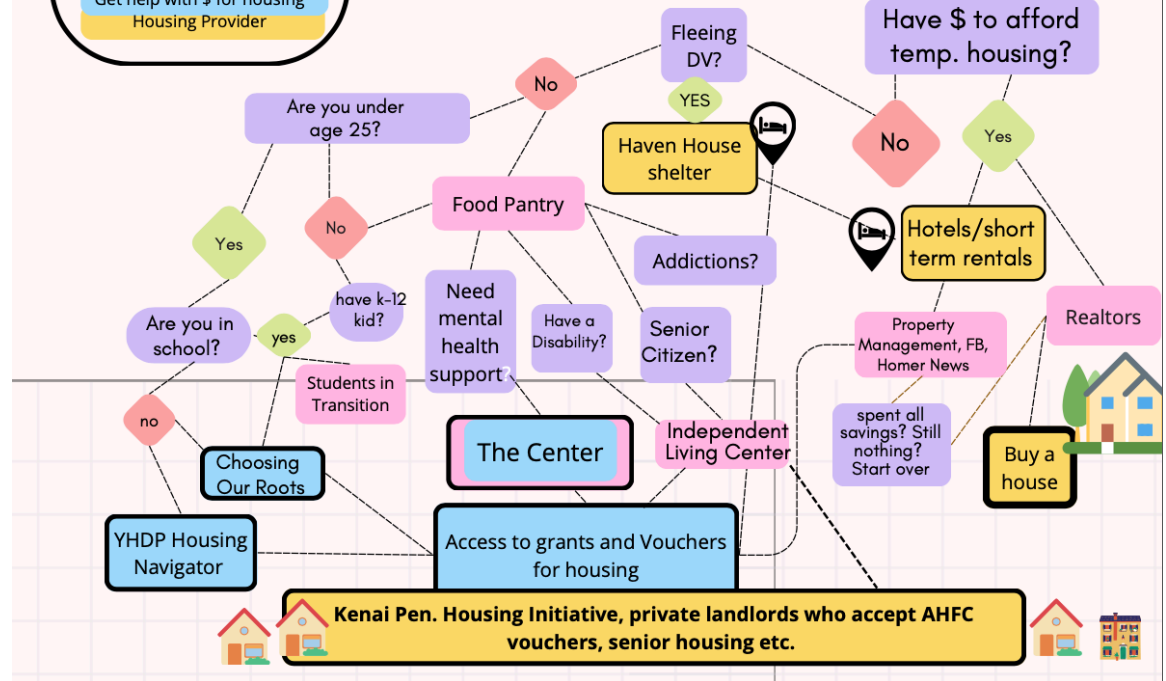 Get help with $ for housing
Housing Provider
Fleeing
DV?
Have $ to afford
temp. housing?
No
YES
Are you under
age 25?
No
Yes
Haven House
shelter
Food Pantry
Yes
No
Hotels/short
term rentals
Addictions?
have k-12
kid?
Need
mental
health
support?
Have a
Disability?
Senior
Citizen?
Are you in
school?
yes
Property
Management, FB,
Homer News
Realtors
Students in
Transition
no
spent all
savings? Still
nothing?
Start over
The Center
Independent
Living Center
Buy a
house
Choosing
Our Roots
YHDP Housing
Navigator
Access to grants and Vouchers
for housing
Kenai Pen. Housing Initiative, private landlords who accept AHFC
vouchers, senior housing etc.